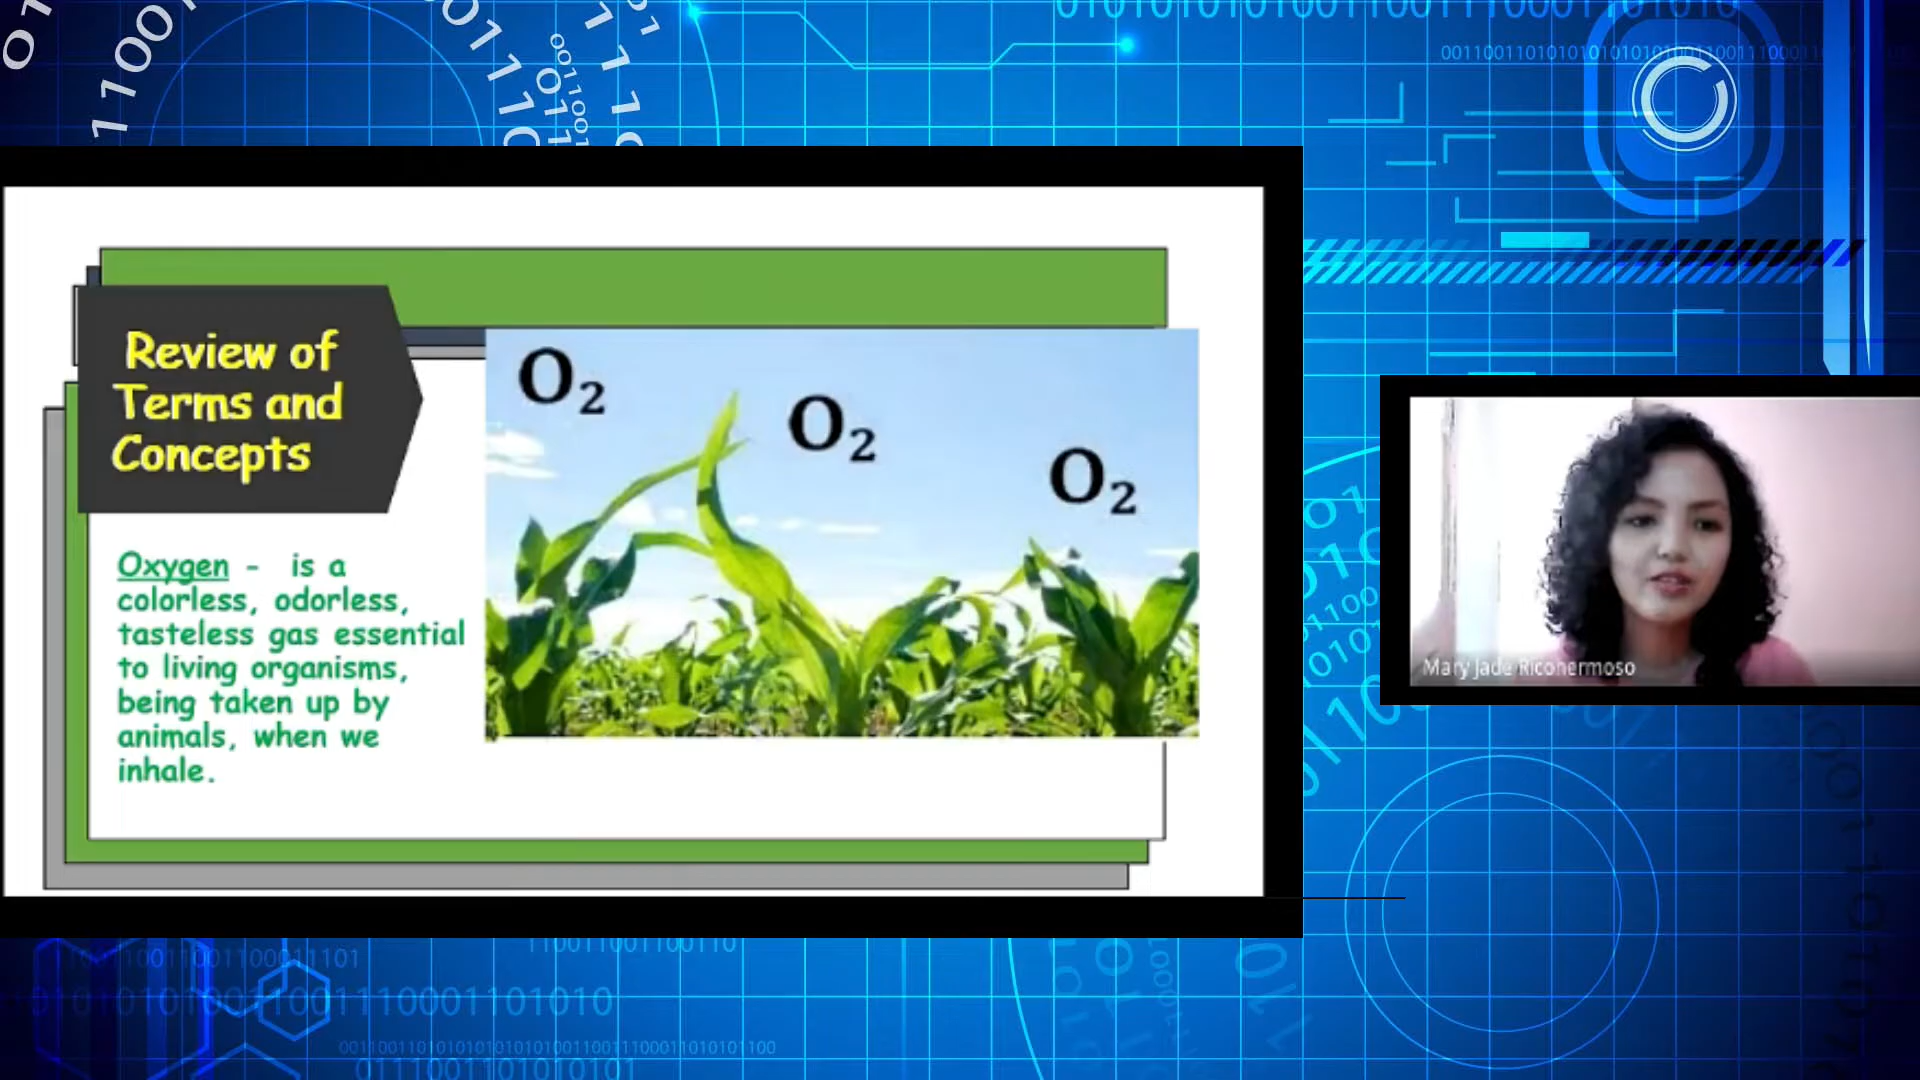 Review of
Terms and
Concepts
O₂
O₂
O₂
Oxygen - is a
colorless, odorless,
tasteless gas essential
to living organisms,
being taken up by
animals, when we
inhale.
Mary Jade Riconermoso